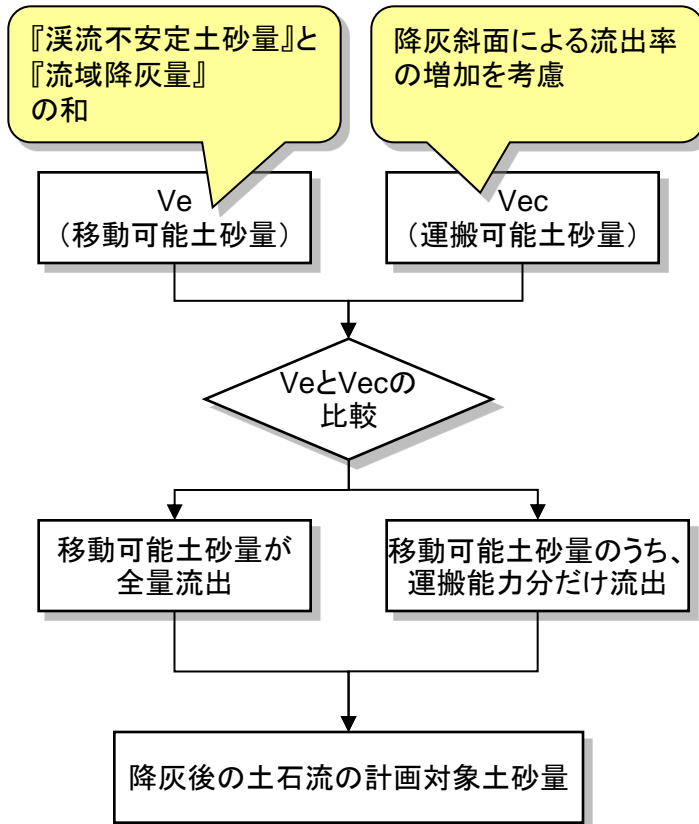 『渓流不安定土砂量』と
『流域降灰量』
の和
降灰斜面による流出率
の増加を考慮
Ve
（移動可能土砂量）
Vec
（運搬可能土砂量）
VeとVecの
比較
移動可能土砂量が
全量流出
移動可能土砂量のうち、
運搬能力分だけ流出
降灰後の土石流の計画対象土砂量